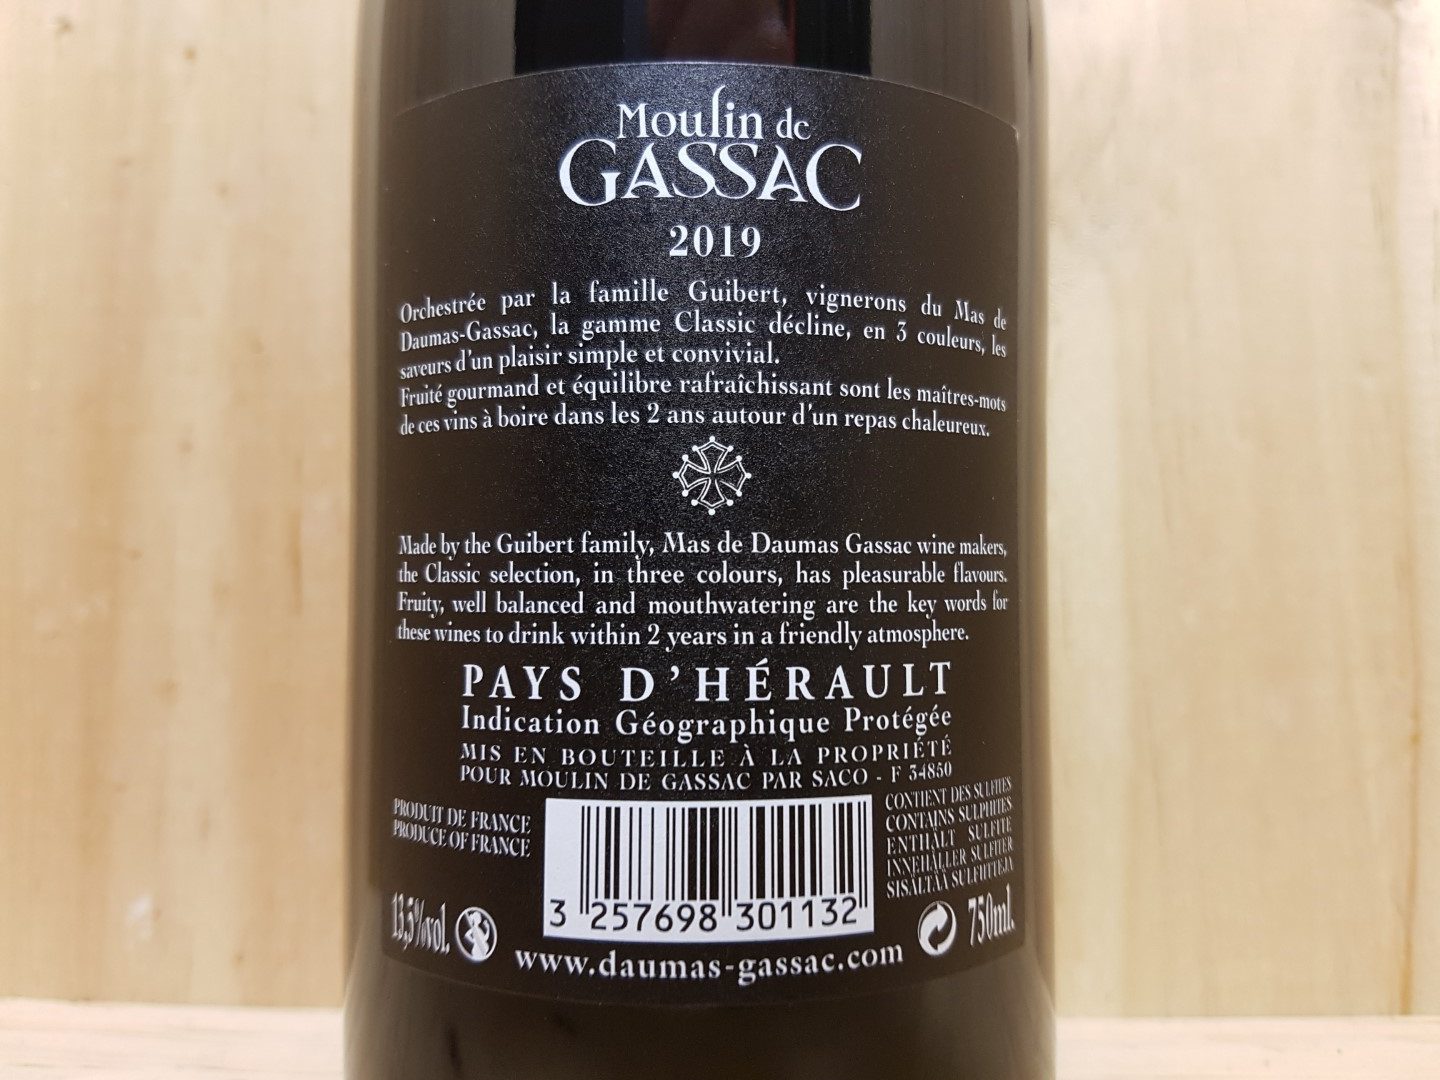 Moulin de
GASSAC
2019
Orchestrée par la famille Guibert, vignerons du Mas de
Daumas-Gassac, la gamme Classic décline, en 3 couleurs, les
saveurs d'un plaisir simple et convivial.
Fruité gourmand et équilibre rafraîchissant sont les maîtres-mots
de ces vins à boire dans les 2 ans autour d'un repas chaleureux.
Made by the Guibert family, Mas de Daumas Gassac wine makers,
the Classic selection, in three colours, has pleasurable flavours.
Fruity, well balanced and mouthwatering are the key words for
these wines to drink within 2 years in a friendly atmosphere.
PAYS D'HÉRAULT
Indication Géographique Protégée
MIS EN BOUTEILLE À LA PROPRIÉTÉ
POUR MOULIN DE GASSAC PAR SACO - F 34850
PRODUIT DE FRANCE
PRODUCE OF FRANCE
CONTIENT DES SULFITES
CONTAINS SULPHITES
ENTHÄLT SULFITE
INNEHÅLLER SULFITER
SISÄLTÄÄ SULFIITTEJA
13,5%vol.
3 257698 301132
750ml.
www.daumas-gassac.com